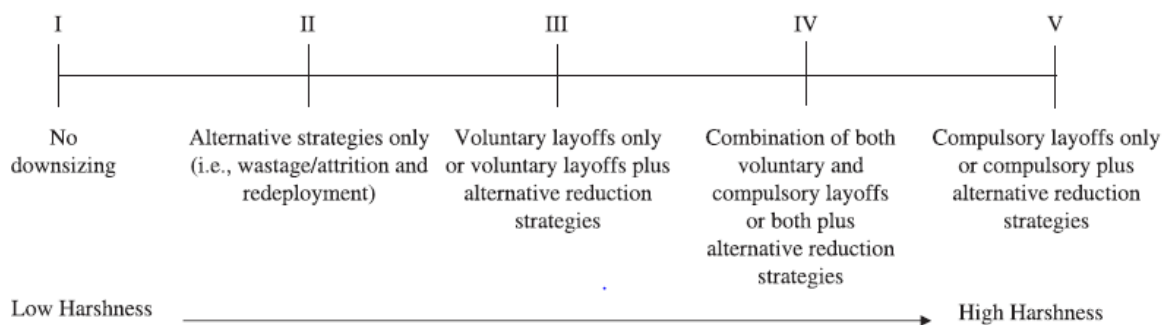 I
II
III
IV
V
No
downsizing
Alternative strategies only
(i.e., wastage/attrition and
redeployment)
Voluntary layoffs only
or voluntary layoffs plus
alternative reduction
strategies
Combination of both
voluntary and
compulsory layoffs
or both plus
alternative reduction
strategies
Compulsory layoffs only
or compulsory plus
alternative reduction
strategies
Low Harshness
High Harshness